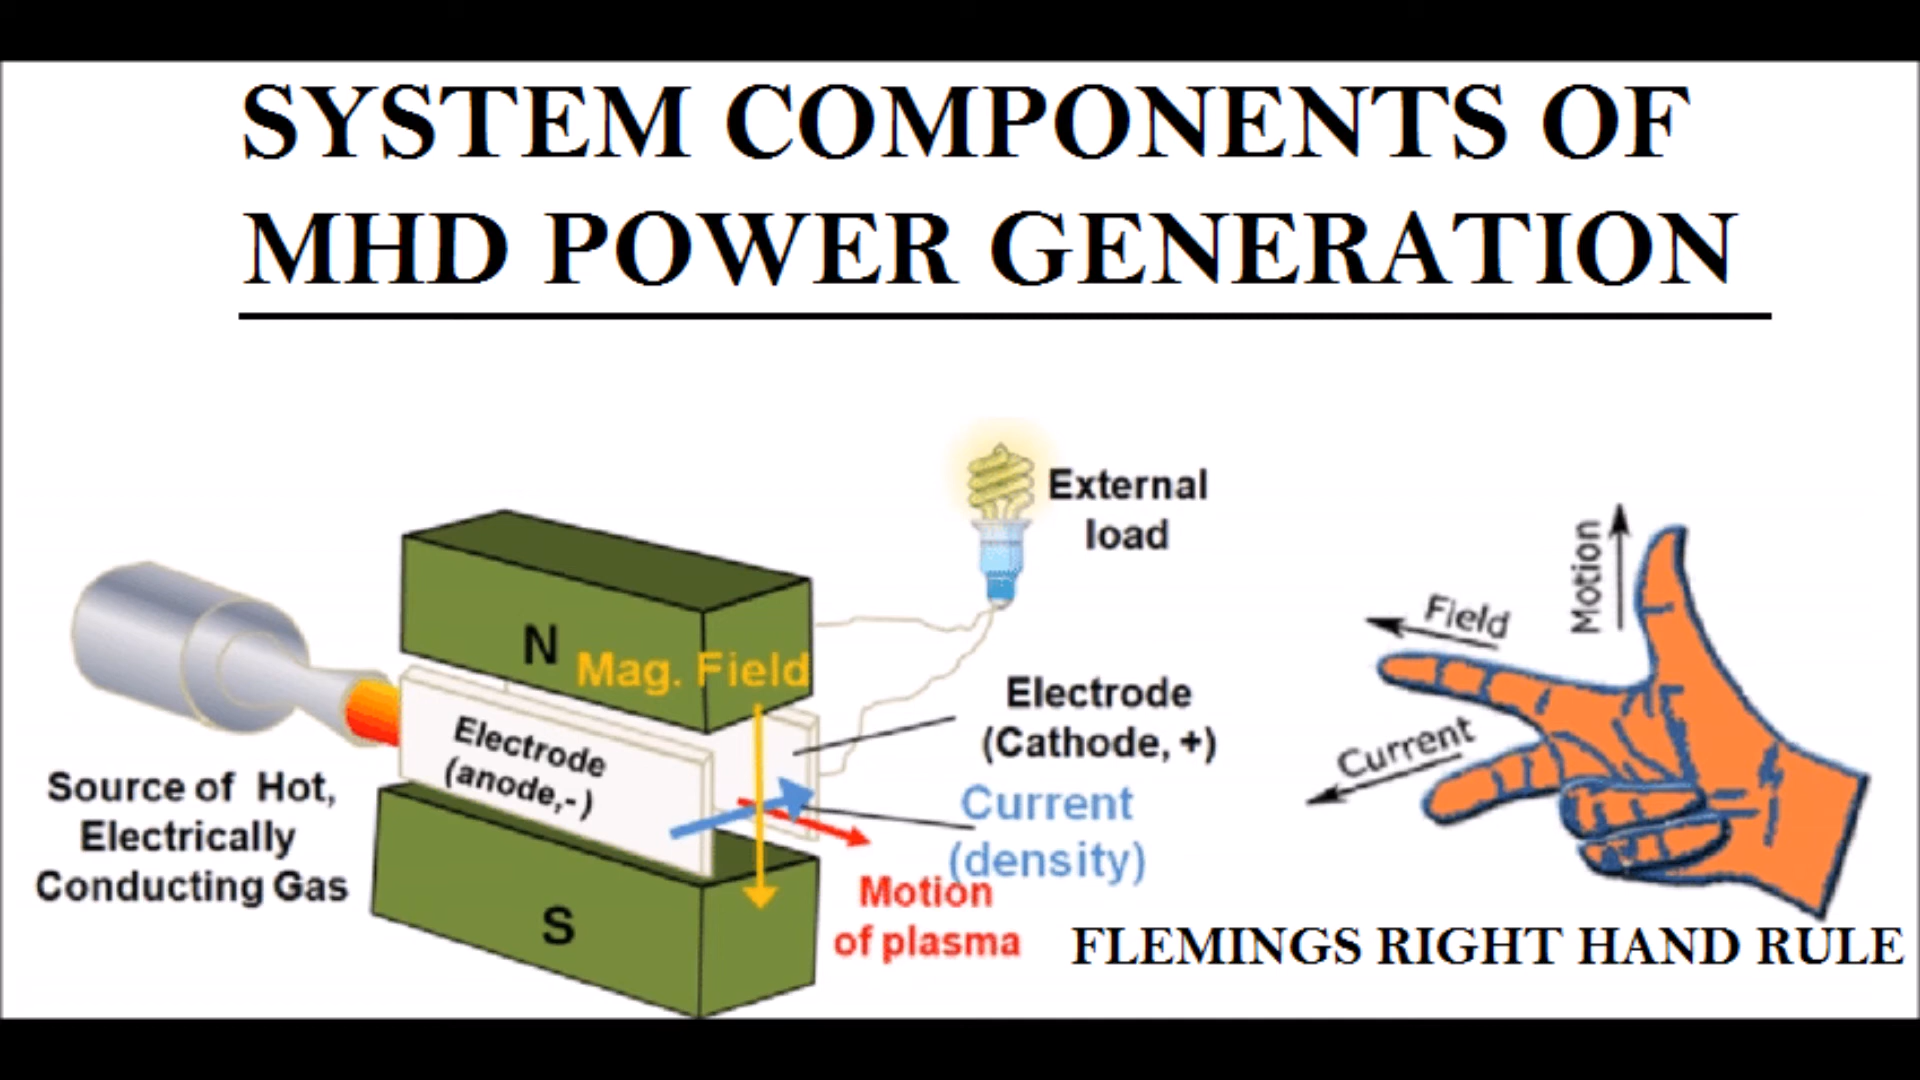 SYSTEM COMPONENTS OF
MHD POWER GENERATION
External
load
N
Mag. Field
Electrode
(anode,-)
Electrode
(Cathode, +)
Current
(density)
Motion
of plasma
S
Source of Hot,
Electrically
Conducting Gas
Motion
Field
Current
FLEMINGS RIGHT HAND RULE